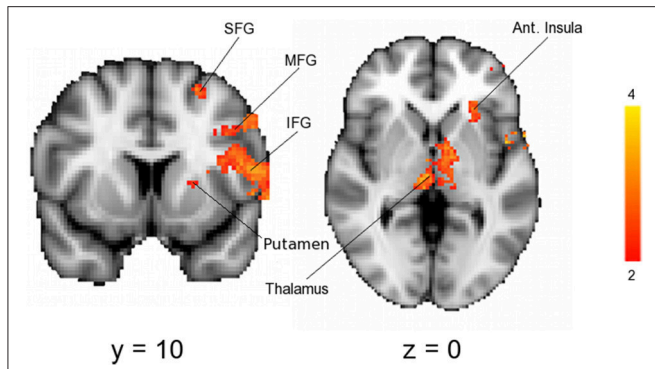 SFG
MFG
IFG
Putamen
Ant. Insula
Thalamus
4
2
y = 10
z = 0